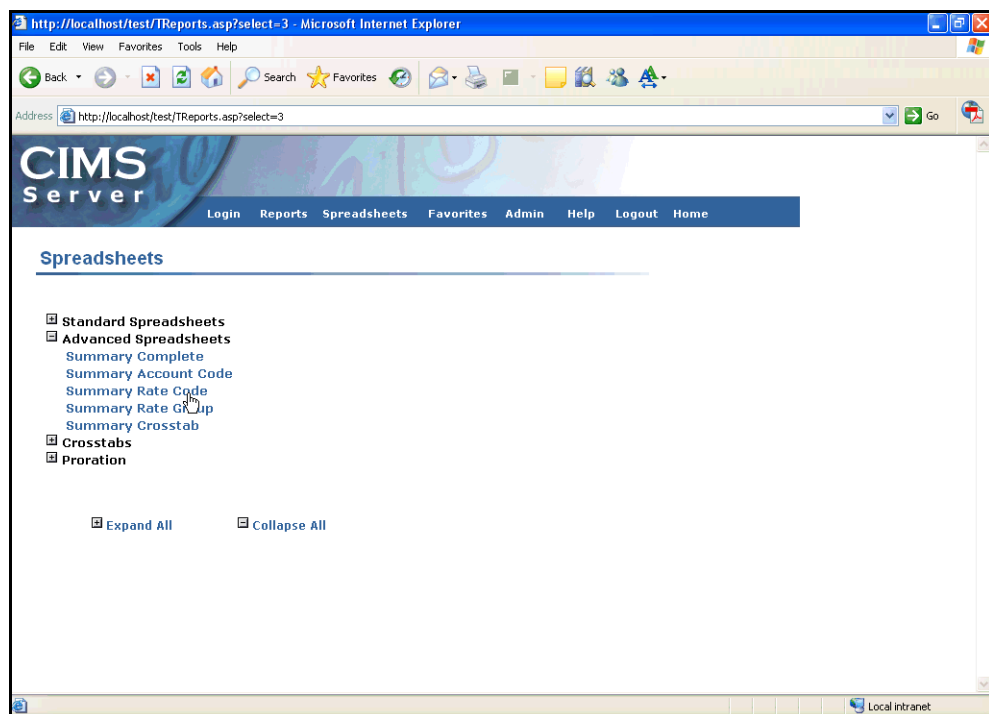 http://localhost/test/TReports.asp?select=3 - Microsoft Internet Explorer
File Edit View Favorites Tools Help
Back Search Favorites
Address http://localhost/test/TReports.asp?select=3 Go
CIMS
Server
Login Reports Spreadsheets Favorites Admin Help Logout Home
Spreadsheets
Standard Spreadsheets
Advanced Spreadsheets
Summary Complete
Summary Account Code
Summary Rate Code
Summary Rate Group
Summary Crosstab
Crosstabs
Proration
Expand All Collapse All
Local intranet